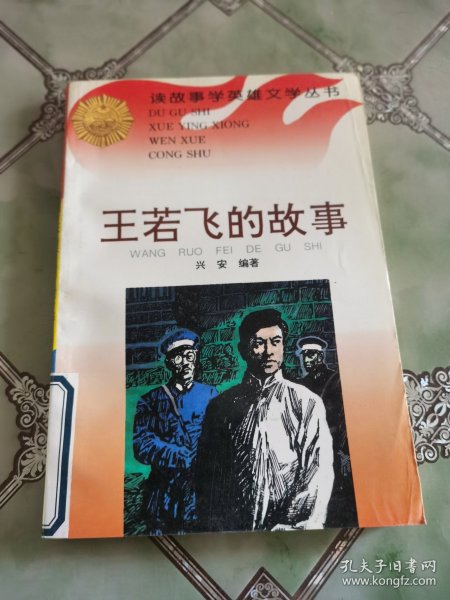 读故事学英雄文学丛书
DU GU SHI
XUE YING XIONG
WEN XUE
CONG SHU
王若飞的故事
WANG RUO FEI DE GU SHI
兴 安 编著
孔夫子旧书网
www.kongfz.com